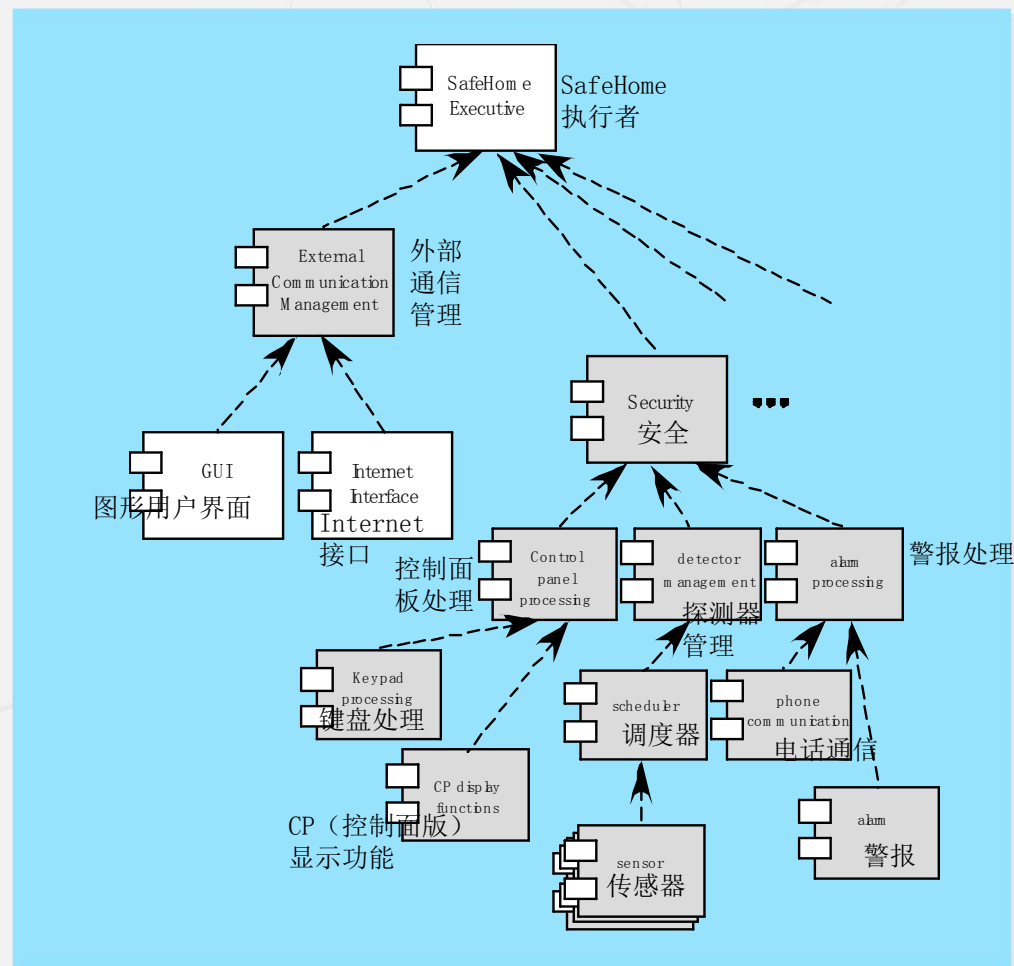 SafeHome
Executive
SafeHome
执行者
External
Communication
Management
外部
通信
管理
Security
安全
GUI
图形用户界面
Internet
Interface
Internet
接口
Control
panel
processing
控制面
板处理
detector
management
探测器
管理
alarm
processing
警报处理
Keypad
processing
键盘处理
scheduler
调度器
phone
communication
电话通信
CP display
functions
CP（控制面版）
显示功能
alarm
警报
sensor
传感器